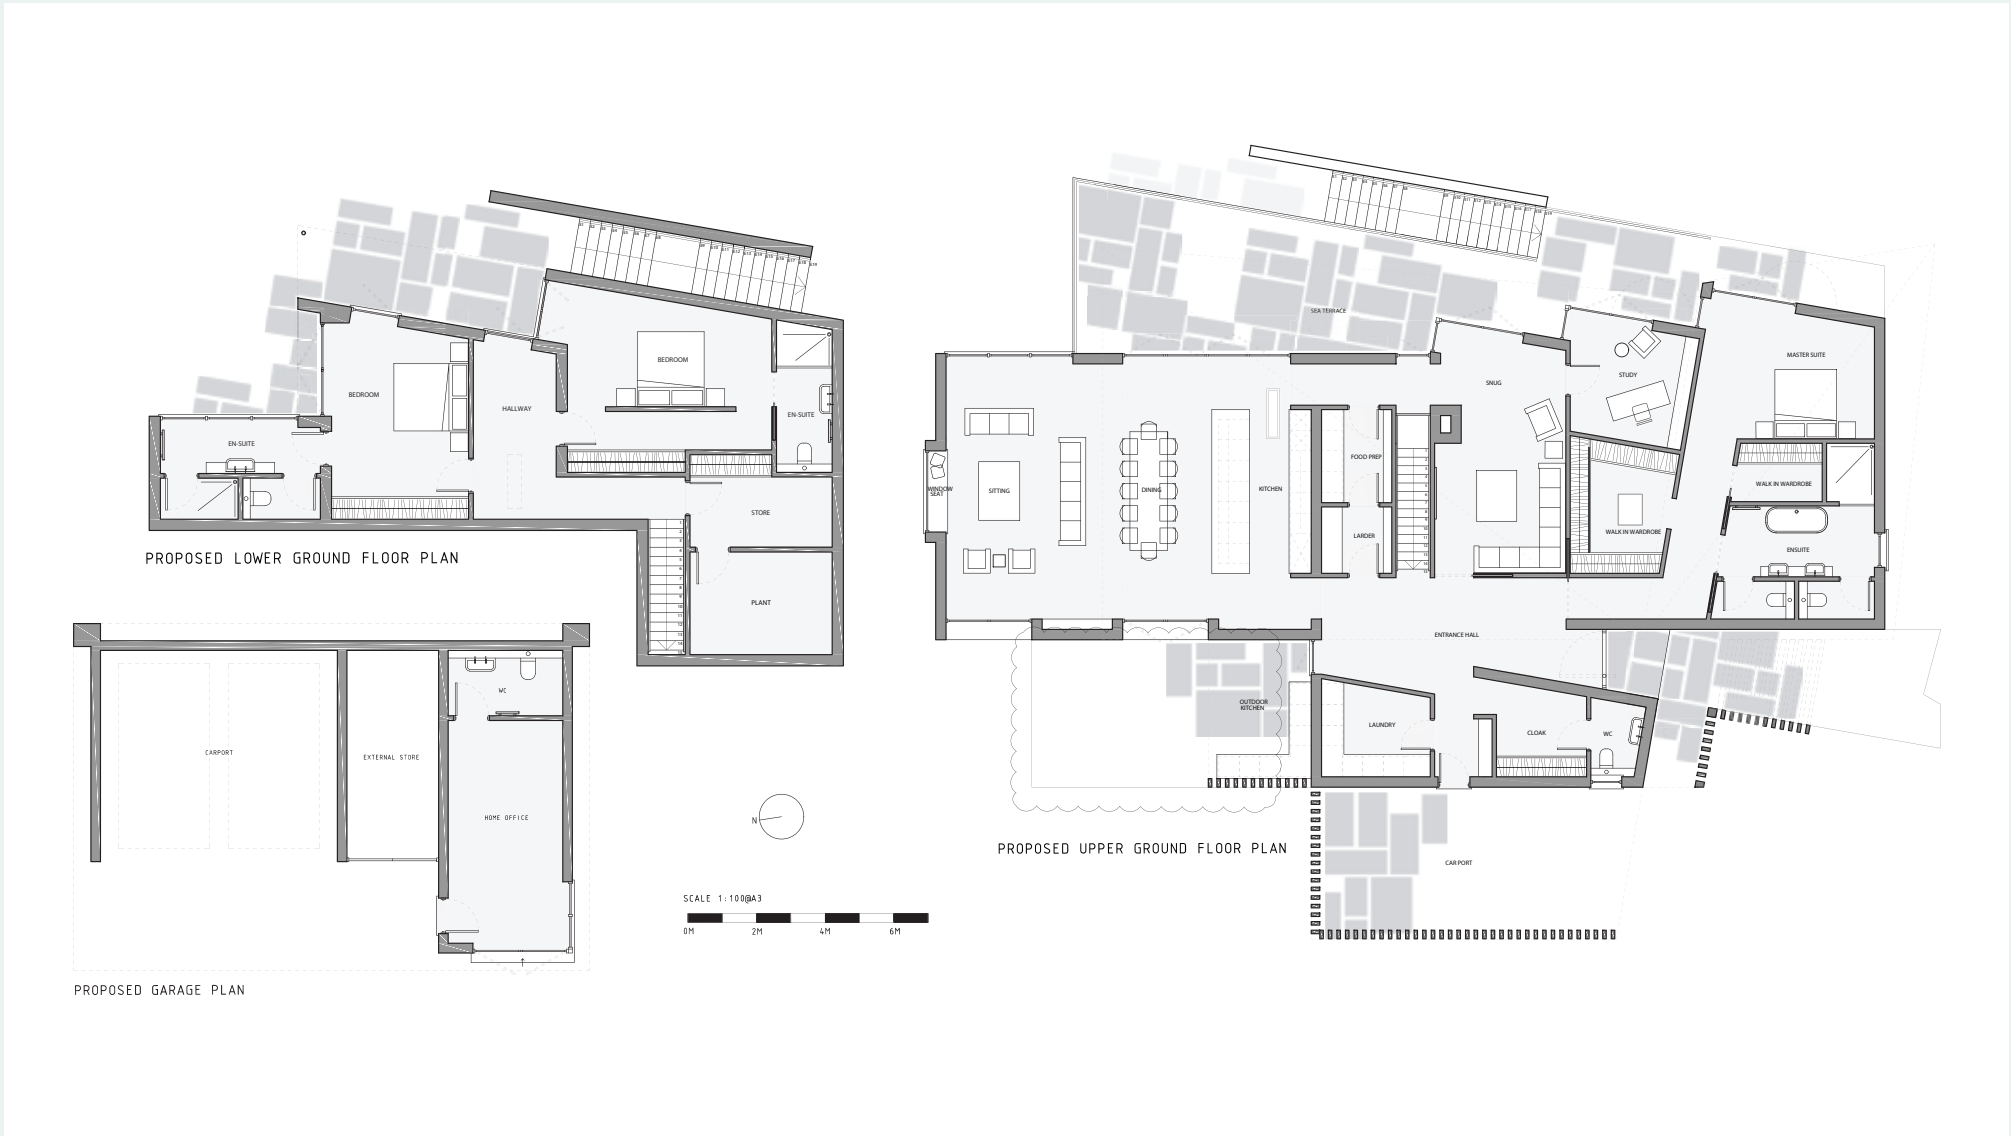 BEDROOM
HALLWAY
BEDROOM
EN-SUITE
EN-SUITE
STORE
PLANT
PROPOSED LOWER GROUND FLOOR PLAN
CARPORT
EXTERNAL STORE
WC
HOME OFFICE
PROPOSED GARAGE PLAN
N
SCALE 1:100@A3
0M 2M 4M 6M
SEA TERRACE
WINDOW
SEAT
SITTING
DINING
KITCHEN
FOOD PREP
LARDER
SNUG
STUDY
MASTER SUITE
WALK IN WARDROBE
WALK IN WARDROBE
ENSUITE
ENTRANCE HALL
OUTDOOR
KITCHEN
LAUNDRY
CLOAK
WC
CAR PORT
PROPOSED UPPER GROUND FLOOR PLAN